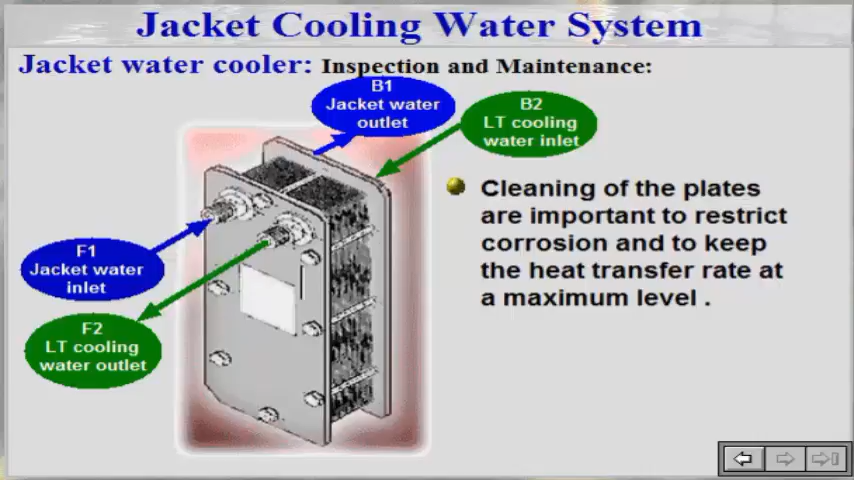 Jacket Cooling Water System
Jacket water cooler: Inspection and Maintenance:
B1
Jacket water
outlet
B2
LT cooling
water inlet
F1
Jacket water
inlet
F2
LT cooling
water outlet
Cleaning of the plates
are important to restrict
corrosion and to keep
the heat transfer rate at
a maximum level .